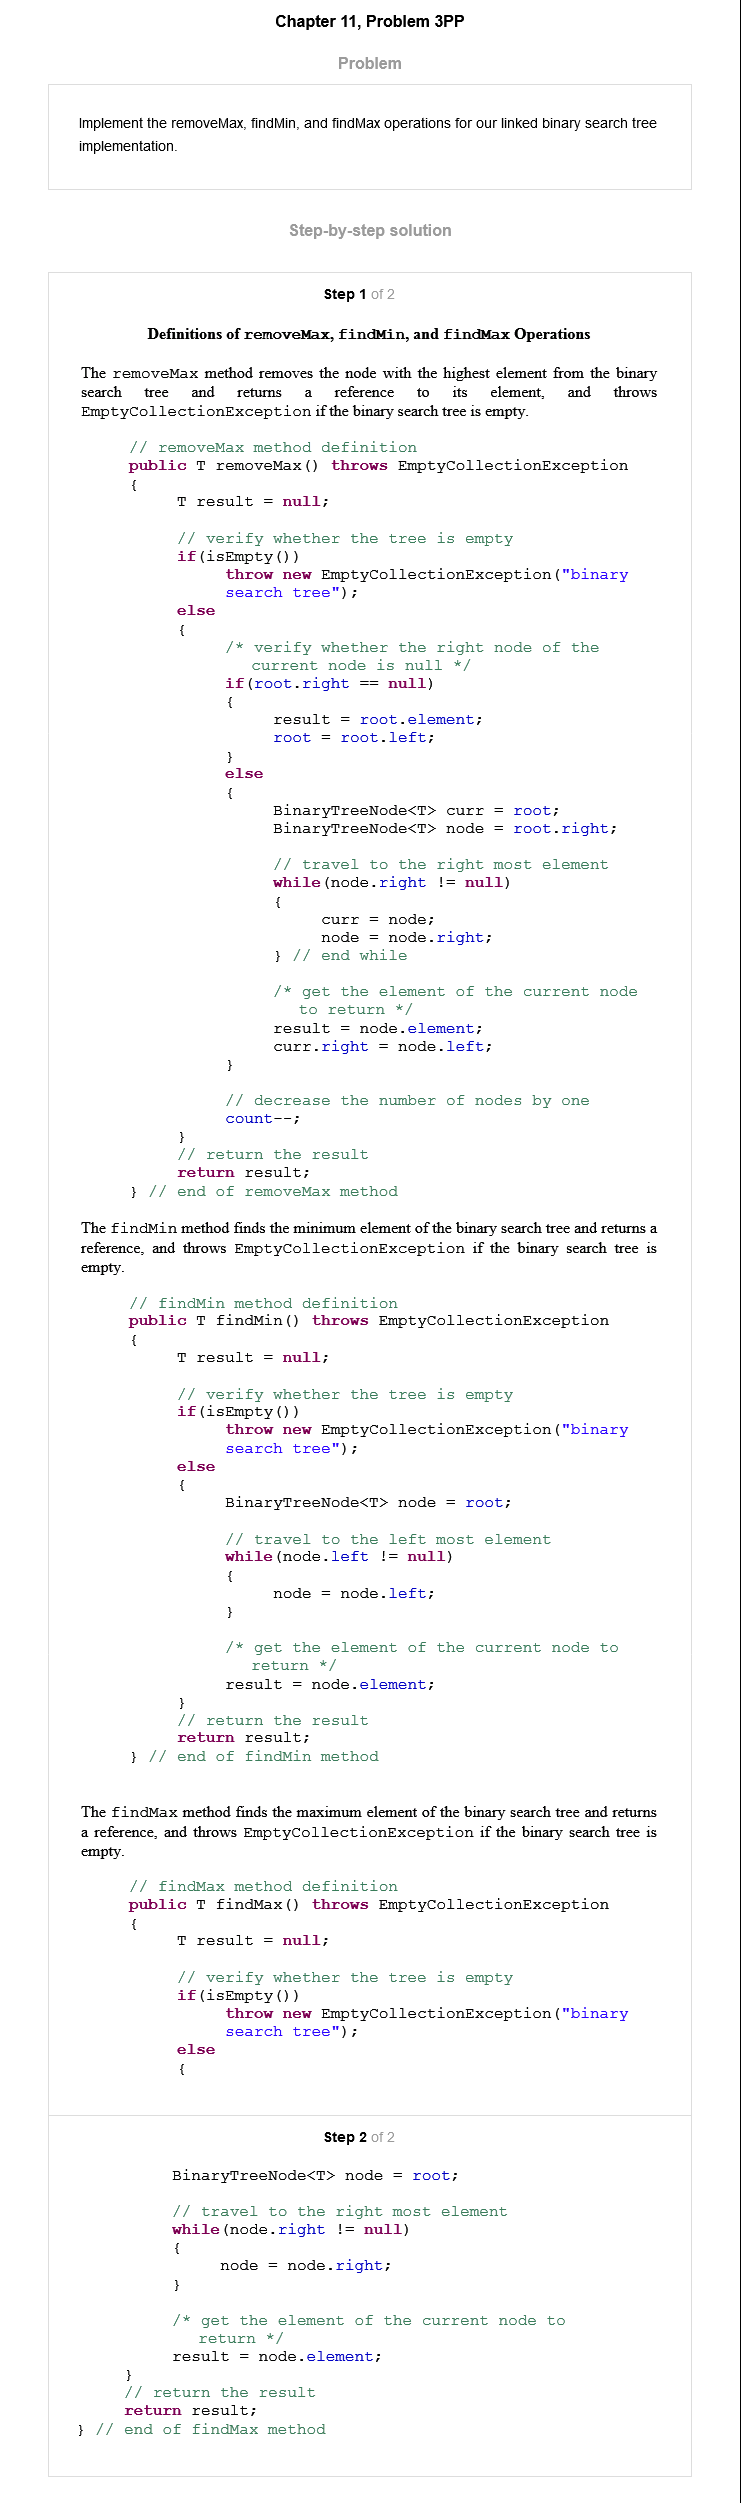 Chapter 11, Problem 3PP
Problem
Implement the removeMax, findMin, and findMax operations for our linked binary search tree
implementation.
Step-by-step solution
Step 1 of 2
Definitions of removeMax, findMin, and findMax Operations
The removeMax method removes the node with the highest element from the binary
search tree and returns a reference to its element, and throws
EmptyCollectionException if the binary search tree is empty.
// removeMax method definition
public T removeMax() throws EmptyCollectionException
{
T result = null;
// verify whether the tree is empty
if(isEmpty())
throw new EmptyCollectionException("binary
search tree");
else
{
/* verify whether the right node of the
current node is null */
if(root.right == null)
{
result = root.element;
root = root.left;
}
else
{
BinaryTreeNode<T> curr = root;
BinaryTreeNode<T> node = root.right;
// travel to the right most element
while(node.right != null)
{
curr = node;
node = node.right;
} // end while
/* get the element of the current node
to return */
result = node.element;
curr.right = node.left;
}
// decrease the number of nodes by one
count--;
}
// return the result
return result;
} // end of removeMax method
The findMin method finds the minimum element of the binary search tree and returns a
reference, and throws EmptyCollectionException if the binary search tree is
empty.
// findMin method definition
public T findMin() throws EmptyCollectionException
{
T result = null;
// verify whether the tree is empty
if(isEmpty())
throw new EmptyCollectionException("binary
search tree");
else
{
BinaryTreeNode<T> node = root;
// travel to the left most element
while(node.left != null)
{
node = node.left;
}
/* get the element of the current node to
return */
result = node.element;
}
// return the result
return result;
} // end of findMin method
The findMax method finds the maximum element of the binary search tree and returns
a reference, and throws EmptyCollectionException if the binary search tree is
empty.
// findMax method definition
public T findMax() throws EmptyCollectionException
{
T result = null;
// verify whether the tree is empty
if(isEmpty())
throw new EmptyCollectionException("binary
search tree");
else
{
Step 2 of 2
BinaryTreeNode<T> node = root;
// travel to the right most element
while(node.right != null)
{
node = node.right;
}
/* get the element of the current node to
return */
result = node.element;
}
// return the result
return result;
} // end of findMax method